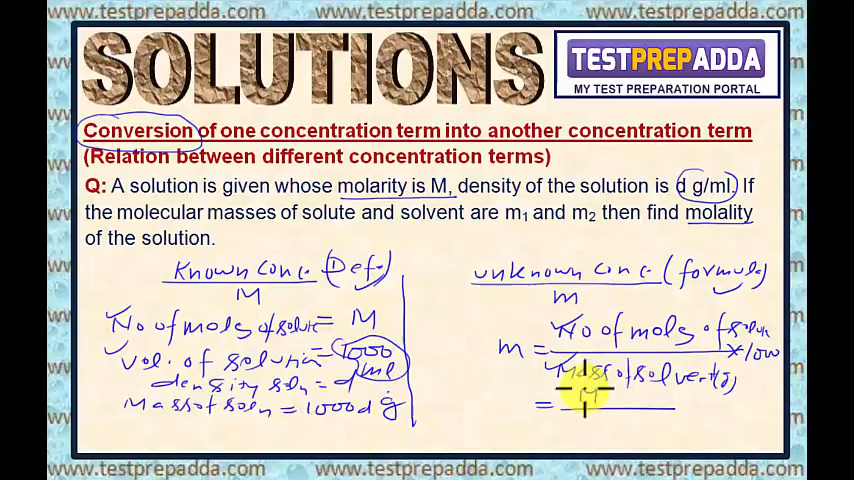 www.testprepadda.com www.testprepadda.com www.testprepadda.com
SOLUTIONS
TESTPREPADDA
MY TEST PREPARATION PORTAL
Conversion of one concentration term into another concentration term
(Relation between different concentration terms)
Q: A solution is given whose molarity is M, density of the solution is d g/ml. If
the molecular masses of solute and solvent are m₁ and m₂ then find molality
of the solution.
Known conc (Def.)
M
No of mols of solute = M
Vol. of solution = 1000 ml
density soln = d
Mass of soln = 1000d g
unknown conc. (formula)
m
m = No of mols of solute
×1000
Mass of solvent (g)
M
=
www.testprepadda.com www.testprepadda.com www.testprepadda.com